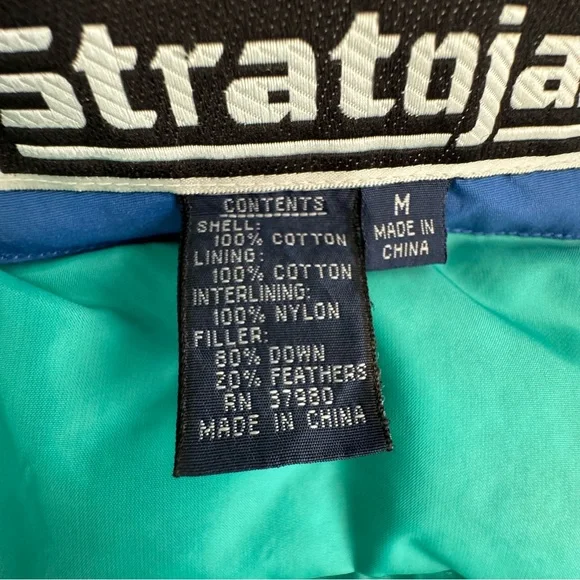 Stratoja
CONTENTS
SHELL:
100% COTTON
LINING:
100% COTTON
INTERLINING:
100% NYLON
FILLER:
80% DOWN
20% FEATHERS
RN 37980
MADE IN CHINA
M
MADE IN
CHINA